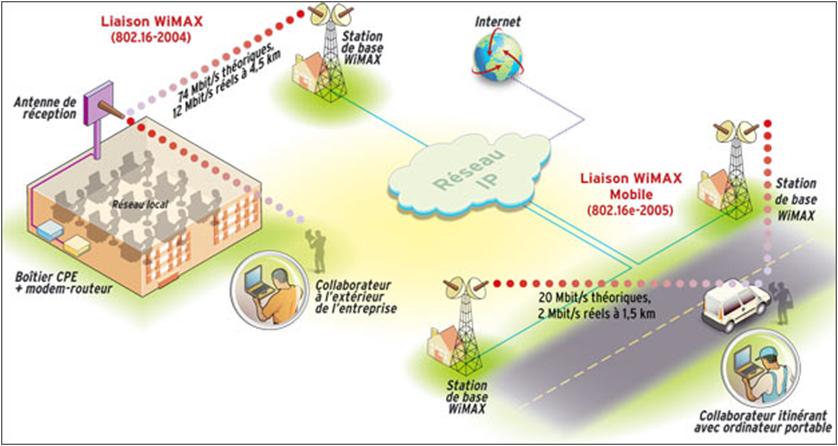 Liaison WiMAX
(802.16-2004)
74 Mbit/s théoriques,
12 Mbit/s réels à 4,5 km
Station
de base
WiMAX
Internet
Antenne de
réception
Réseau
IP
Liaison WiMAX
Mobile
(802.16e-2005)
Station
de base
WiMAX
Réseau local
Boîtier CPE
+ modem-routeur
Collaborateur
à l'extérieur
de l'entreprise
20 Mbit/s théoriques,
2 Mbit/s réels à 1,5 km
Station
de base
WiMAX
Collaborateur itinérant
avec ordinateur portable